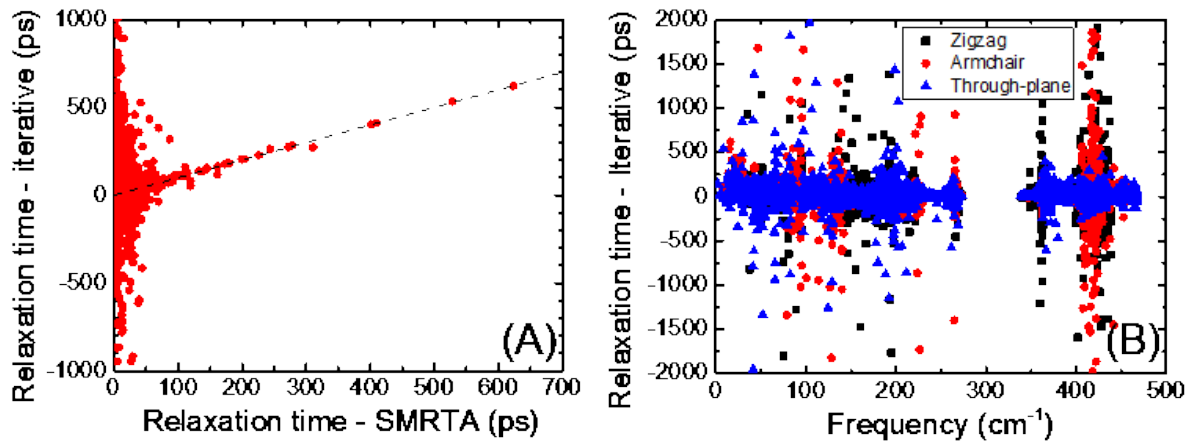 Relaxation time - iterative (ps)
1000
500
0
-500
-1000
0 100 200 300 400 500 600 700
Relaxation time - SMRTA (ps)
(A)
Relaxation time - Iterative (ps)
2000
1500
1000
500
0
-500
-1000
-1500
-2000
0 100 200 300 400 500
Frequency (cm⁻¹)
Zigzag
Armchair
Through-plane
(B)